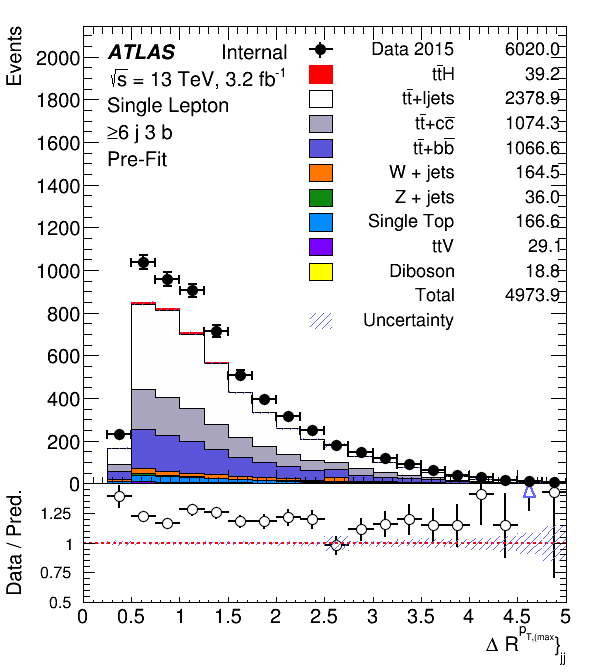 Events
ATLAS Internal
√s = 13 TeV, 3.2 fb⁻¹
Single Lepton
≥6 j 3 b
Pre-Fit
Data 2015 6020.0
tt̄H 39.2
tt̄+ljets 2378.9
tt̄+cc̄ 1074.3
tt̄+bb̄ 1066.6
W + jets 164.5
Z + jets 36.0
Single Top 166.6
ttV 29.1
Diboson 18.8
Total 4973.9
Uncertainty
2000
1800
1600
1400
1200
1000
800
600
400
200
0
Data / Pred.
1.25
1
0.75
0.5
0 0.5 1 1.5 2 2.5 3 3.5 4 4.5 5
Δ R^{p_{T,(max}}}_{jj}